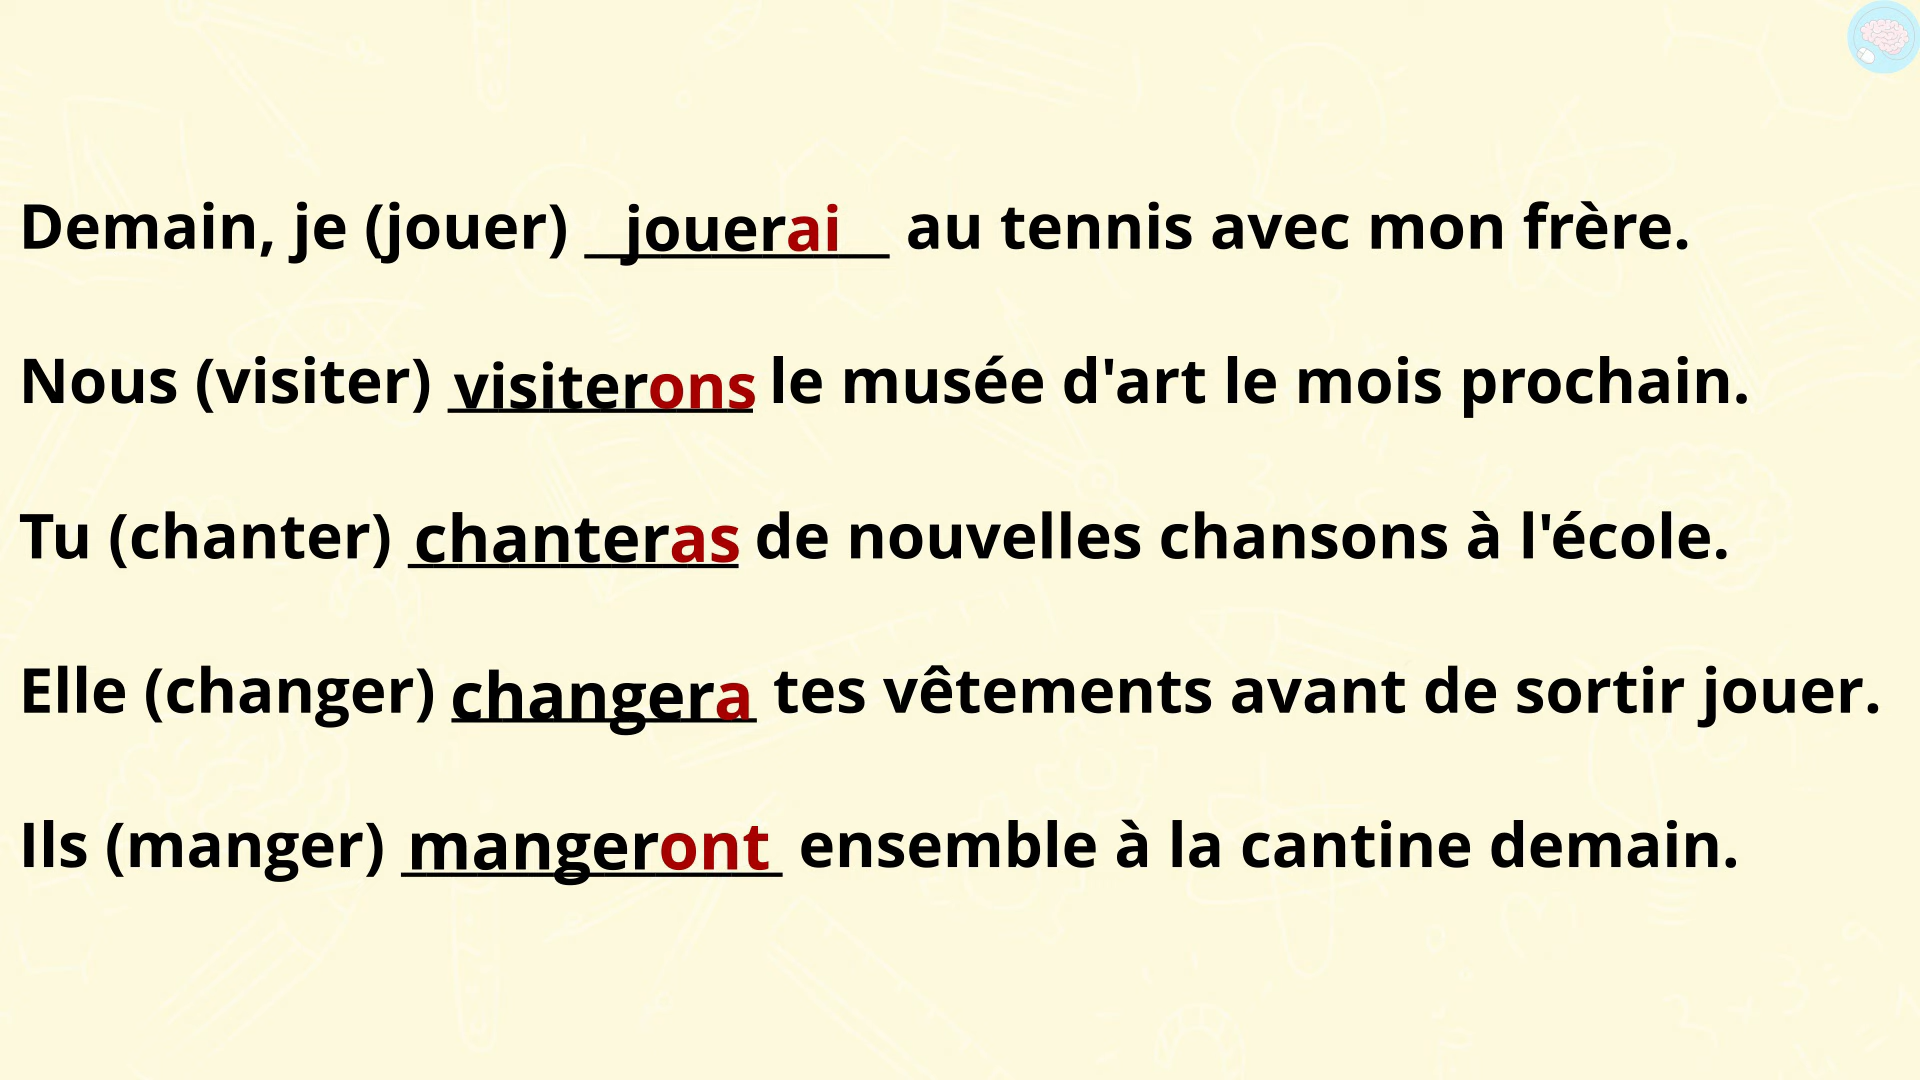 Demain, je (jouer) __jouerai__ au tennis avec mon frère.
Nous (visiter) visiterons le musée d'art le mois prochain.
Tu (chanter) chanteras de nouvelles chansons à l'école.
Elle (changer) changera tes vêtements avant de sortir jouer.
Ils (manger) mangeront ensemble à la cantine demain.